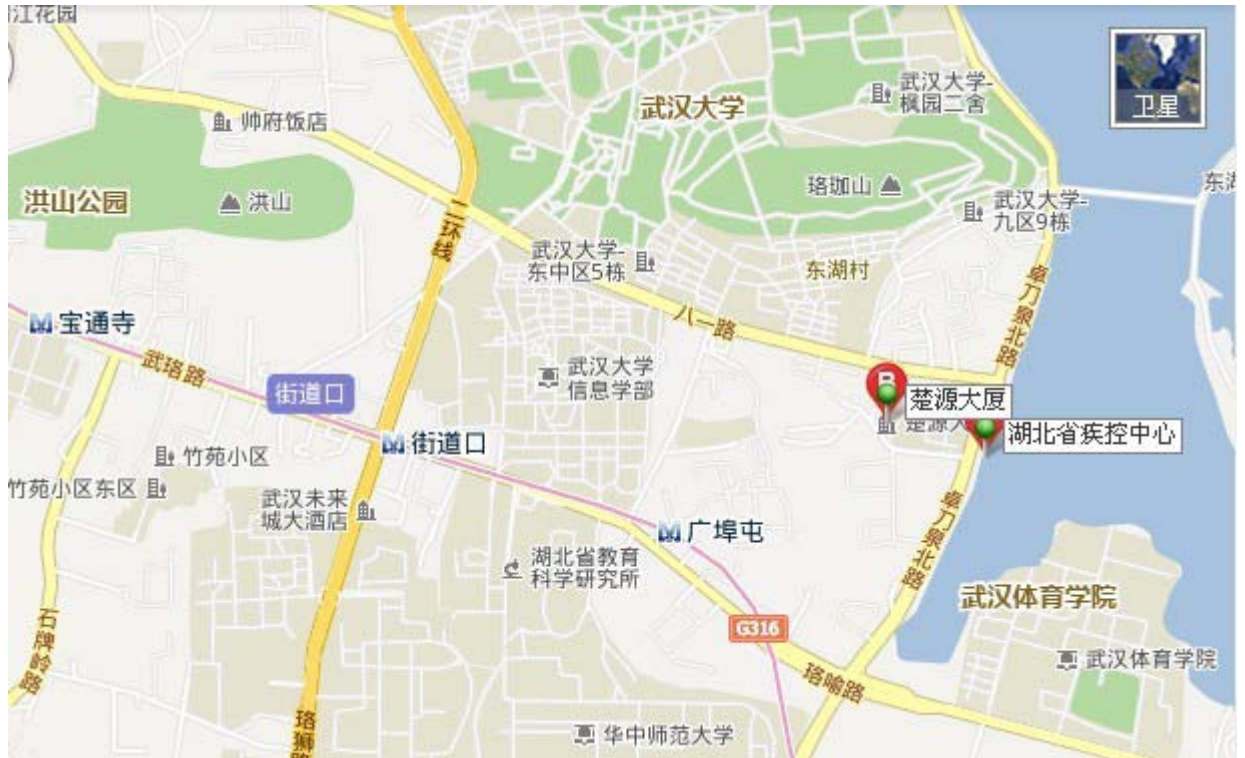 江花园
帅府饭店
武汉大学
武汉大学-
枫园二舍
卫星
洪山公园
洪山
二环线
珞珈山
武汉大学-
九区9栋
东湖
武汉大学-
东中区5栋
东湖村
卓刀泉北路
宝通寺
武珞路
八一路
街道口
武汉大学
信息学部
B
楚源大厦
楚源大
湖北省疾控中心
街道口
竹苑小区
竹苑小区东区
武汉未来
城大酒店
广埠屯
湖北省教育
科学研究所
卓刀泉北路
武汉体育学院
G316
石牌岭路
珞喻路
武汉体育学院
珞狮
华中师范大学